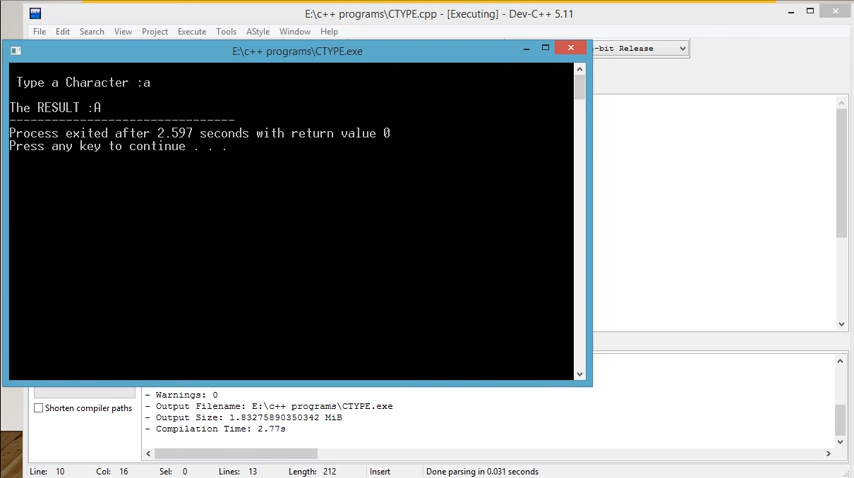 E:\c++ programs\CTYPE.cpp - [Executing] - Dev-C++ 5.11
File Edit Search View Project Execute Tools AStyle Window Help
E:\c++ programs\CTYPE.exe
-bit Release
Type a Character :a
The RESULT :A
--------------------------------
Process exited after 2.597 seconds with return value 0
Press any key to continue . . .
Shorten compiler paths
- Warnings: 0
- Output Filename: E:\c++ programs\CTYPE.exe
- Output Size: 1.83275890350342 MiB
- Compilation Time: 2.77s
Line: 10 Col: 16 Sel: 0 Lines: 13 Length: 212 Insert Done parsing in 0.031 seconds